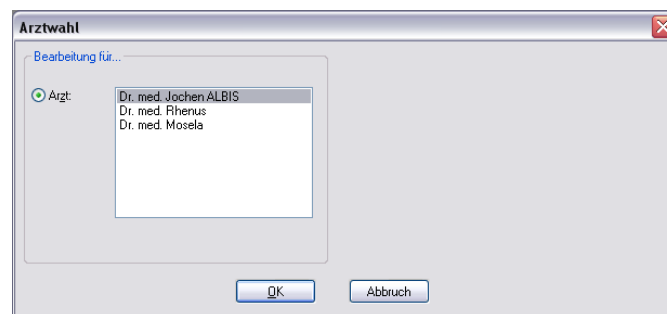 Arztwahl
Bearbeitung für...
Arzt:
Dr. med. Jochen ALBIS
Dr. med. Rhenus
Dr. med. Mosela
OK
Abbruch